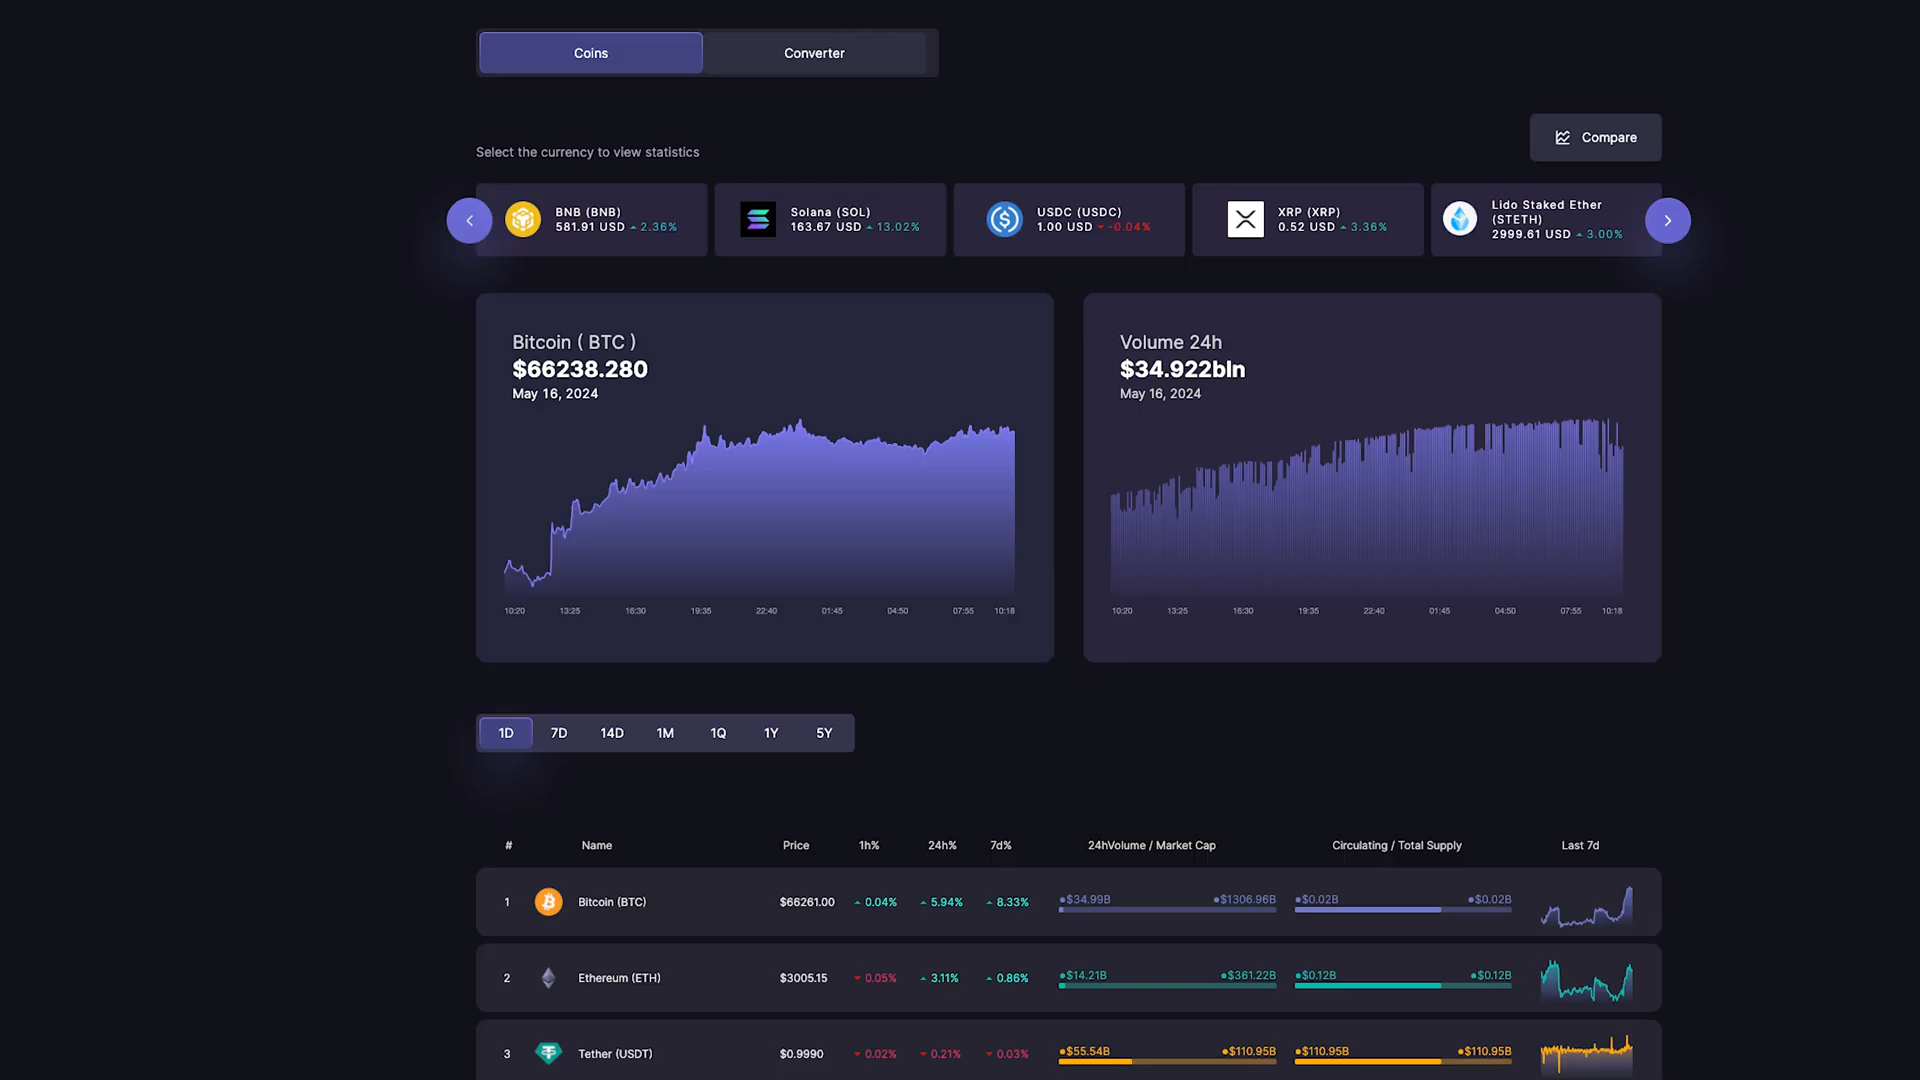 Coins
Converter
Compare
Select the currency to view statistics
BNB (BNB)
581.91 USD 2.36%
Solana (SOL)
163.67 USD 13.02%
USDC (USDC)
1.00 USD -0.04%
XRP (XRP)
0.52 USD 3.36%
Lido Staked Ether
(STETH)
2999.61 USD 3.00%
Bitcoin ( BTC )
$66238.280
May 16, 2024
10:20 13:25 16:30 19:35 22:40 01:45 04:50 07:55 10:18
Volume 24h
$34.922bln
May 16, 2024
10:20 13:25 16:30 19:35 22:40 01:45 04:50 07:55 10:18
1D 7D 14D 1M 1Q 1Y 5Y
# Name Price 1h% 24h% 7d% 24hVolume / Market Cap Circulating / Total Supply Last 7d
1 Bitcoin (BTC) $66261.00 0.04% 5.94% 8.33% $34.99B $1306.96B $0.02B $0.02B
2 Ethereum (ETH) $3005.15 0.05% 3.11% 0.86% $14.21B $361.22B $0.12B $0.12B
3 Tether (USDT) $0.9990 0.02% 0.21% 0.03% $55.54B $110.95B $110.95B $110.95B